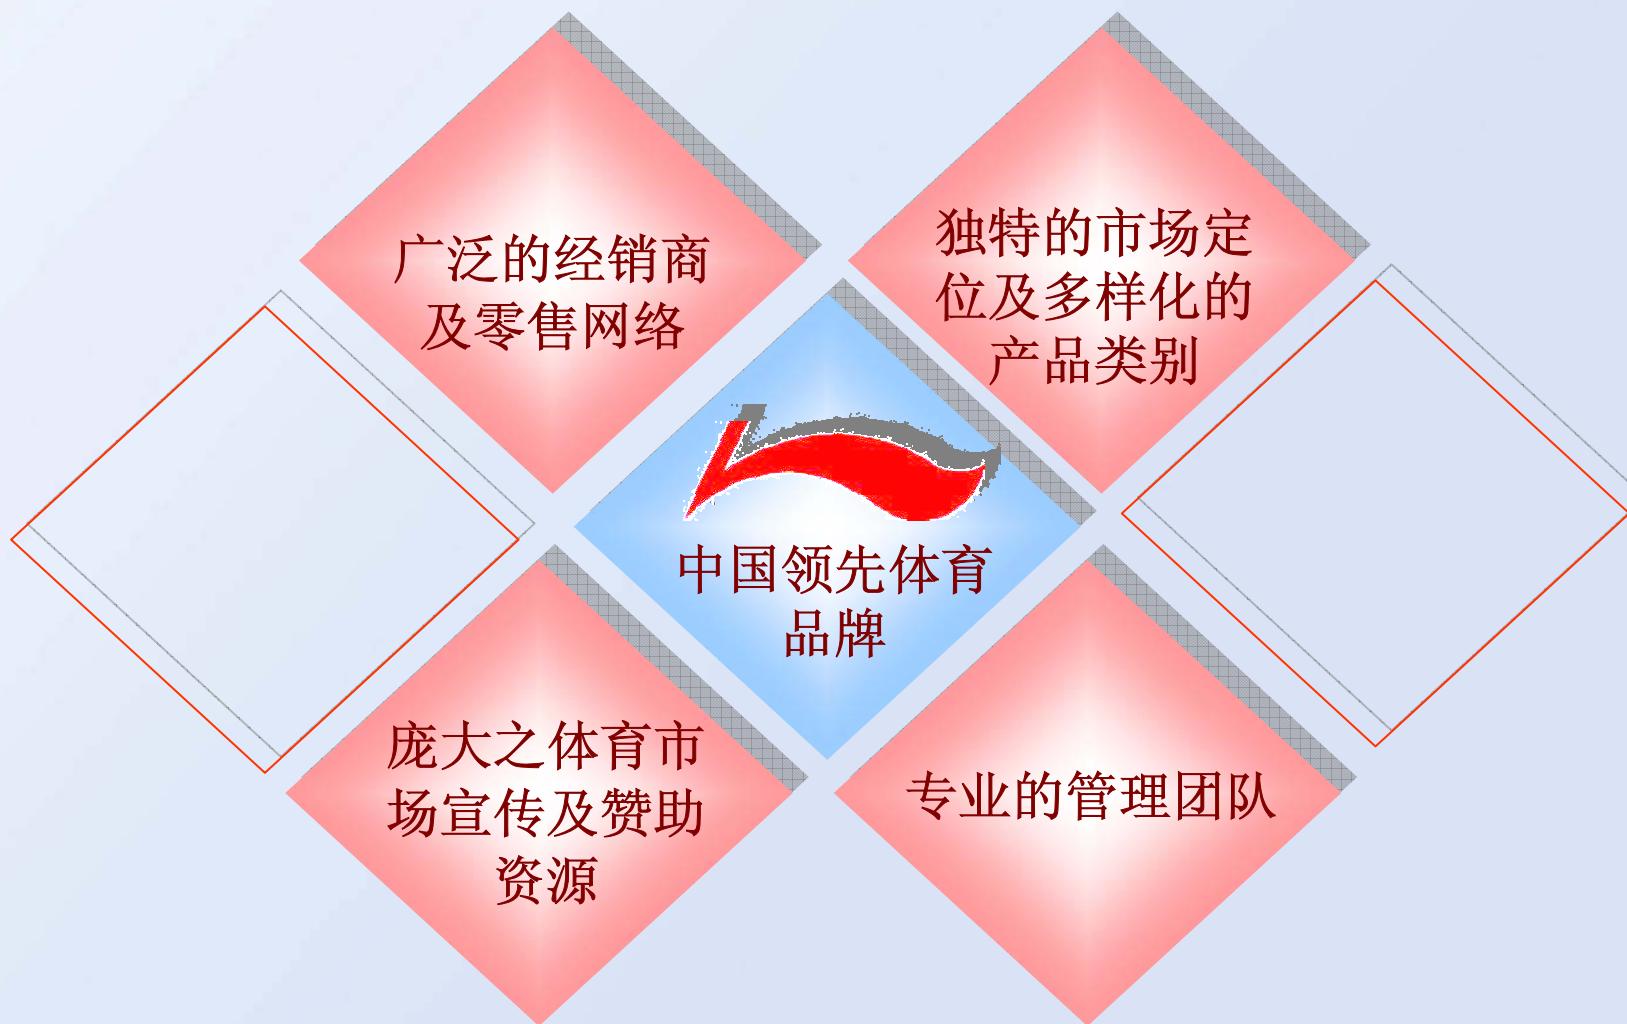 广泛的经销商
及零售网络
独特的市场定
位及多样化的
产品类别
中国领先体育
品牌
庞大之体育市
场宣传及赞助
资源
专业的管理团队